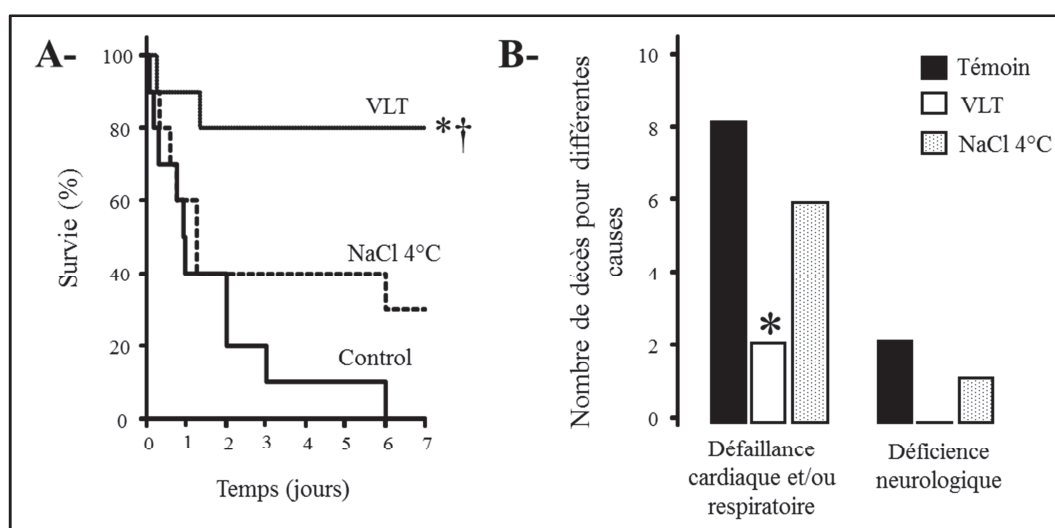 A-
100
80
60
40
20
0
Survie (%)
VLT
*†
NaCl 4°C
Control
0 1 2 3 4 5 6 7
Temps (jours)
B-
10
8
6
4
2
0
Nombre de décès pour différentes
causes
Témoin
VLT
NaCl 4°C
*
Défaillance
cardiaque et/ou
respiratoire
Déficience
neurologique